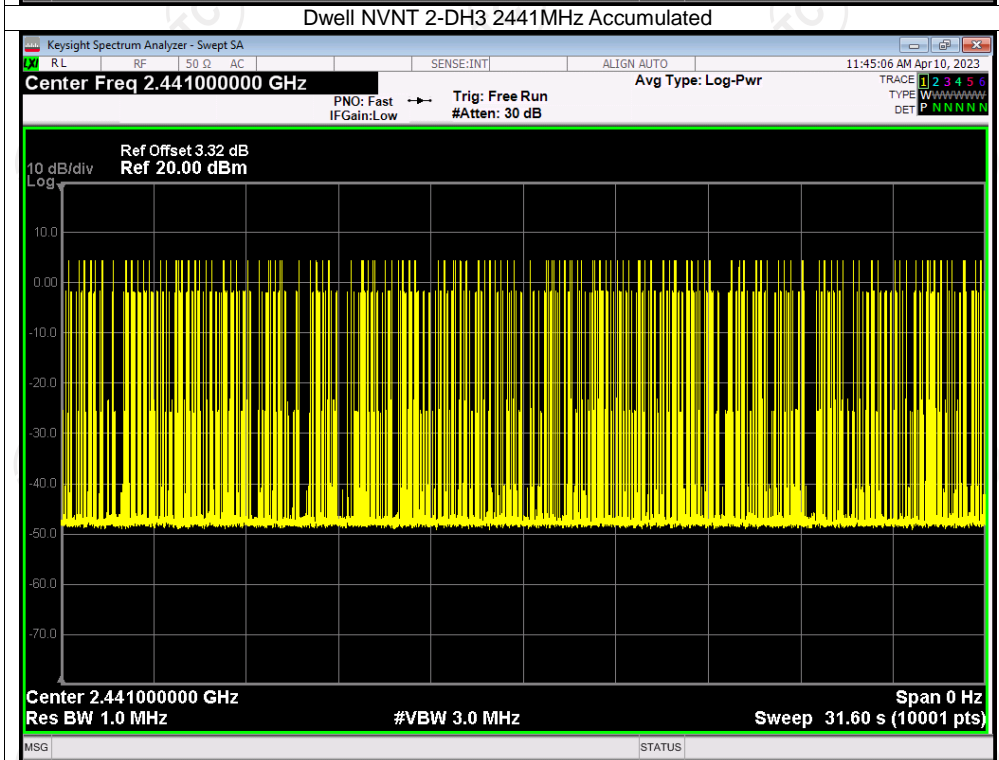 Dwell NVNT 2-DH3 2441MHz Accumulated
Keysight Spectrum Analyzer - Swept SA
LXI RL RF 50 Ω AC SENSE:INT ALIGN AUTO 11:45:06 AM Apr 10, 2023
Center Freq 2.441000000 GHz Avg Type: Log-Pwr TRACE 1 2 3 4 5 6
PNO: Fast Trig: Free Run TYPE WWWWWW
IFGain:Low #Atten: 30 dB DET P N N N N N
Ref Offset 3.32 dB
10 dB/div Ref 20.00 dBm
Log
10.0
0.00
-10.0
-20.0
-30.0
-40.0
-50.0
-60.0
-70.0
Center 2.441000000 GHz Span 0 Hz
Res BW 1.0 MHz #VBW 3.0 MHz Sweep 31.60 s (10001 pts)
MSG STATUS